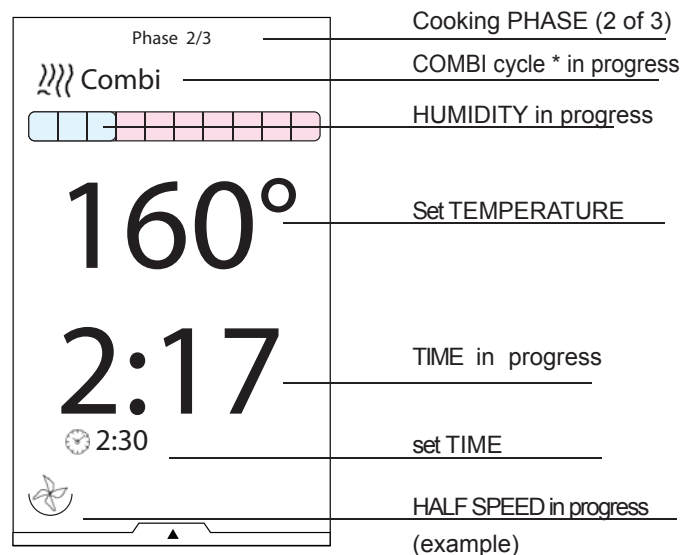 Phase 2/3
Cooking PHASE (2 of 3)
Combi
COMBI cycle * in progress
HUMIDITY in progress
160°
Set TEMPERATURE
2:17
TIME in progress
2:30
set TIME
HALF SPEED in progress
(example)